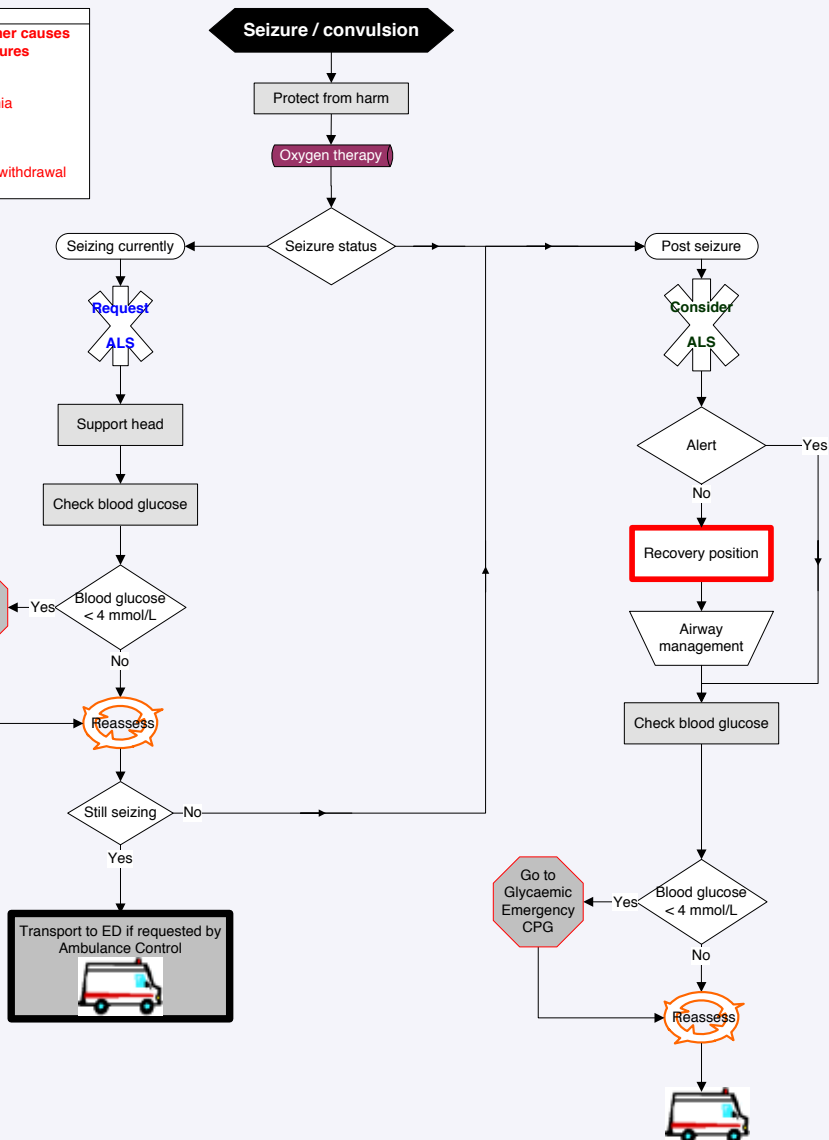 Seizure / convulsion
causes
Protect from harm
Oxygen therapy
withdrawal
Seizing currently
Seizure status
Post seizure
Request
ALS
Consider
ALS
Support head
Alert
Yes
No
Check blood glucose
Recovery position
Blood glucose
< 4 mmol/L
Yes
No
Airway
management
Reassess
Check blood glucose
Still seizing
No
Yes
Go to
Glycaemic
Emergency
CPG
Yes
Blood glucose
< 4 mmol/L
No
Transport to ED if requested by
Ambulance Control
Reassess